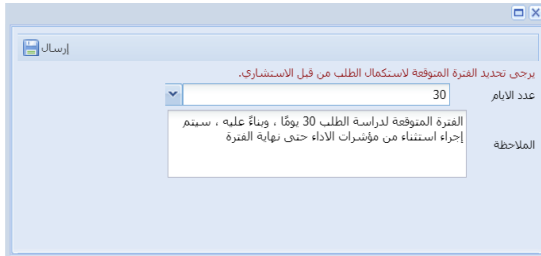 إرسال
يرجى تحديد الفترة المتوقعة لاستكمال الطلب من قبل الاستشاري.
عدد الايام 30
الملاحظة الفترة المتوقعة لدراسة الطلب 30 يومًا ، وبناءً عليه ، سيتم
إجراء استثناء من مؤشرات الاداء حتى نهاية الفترة